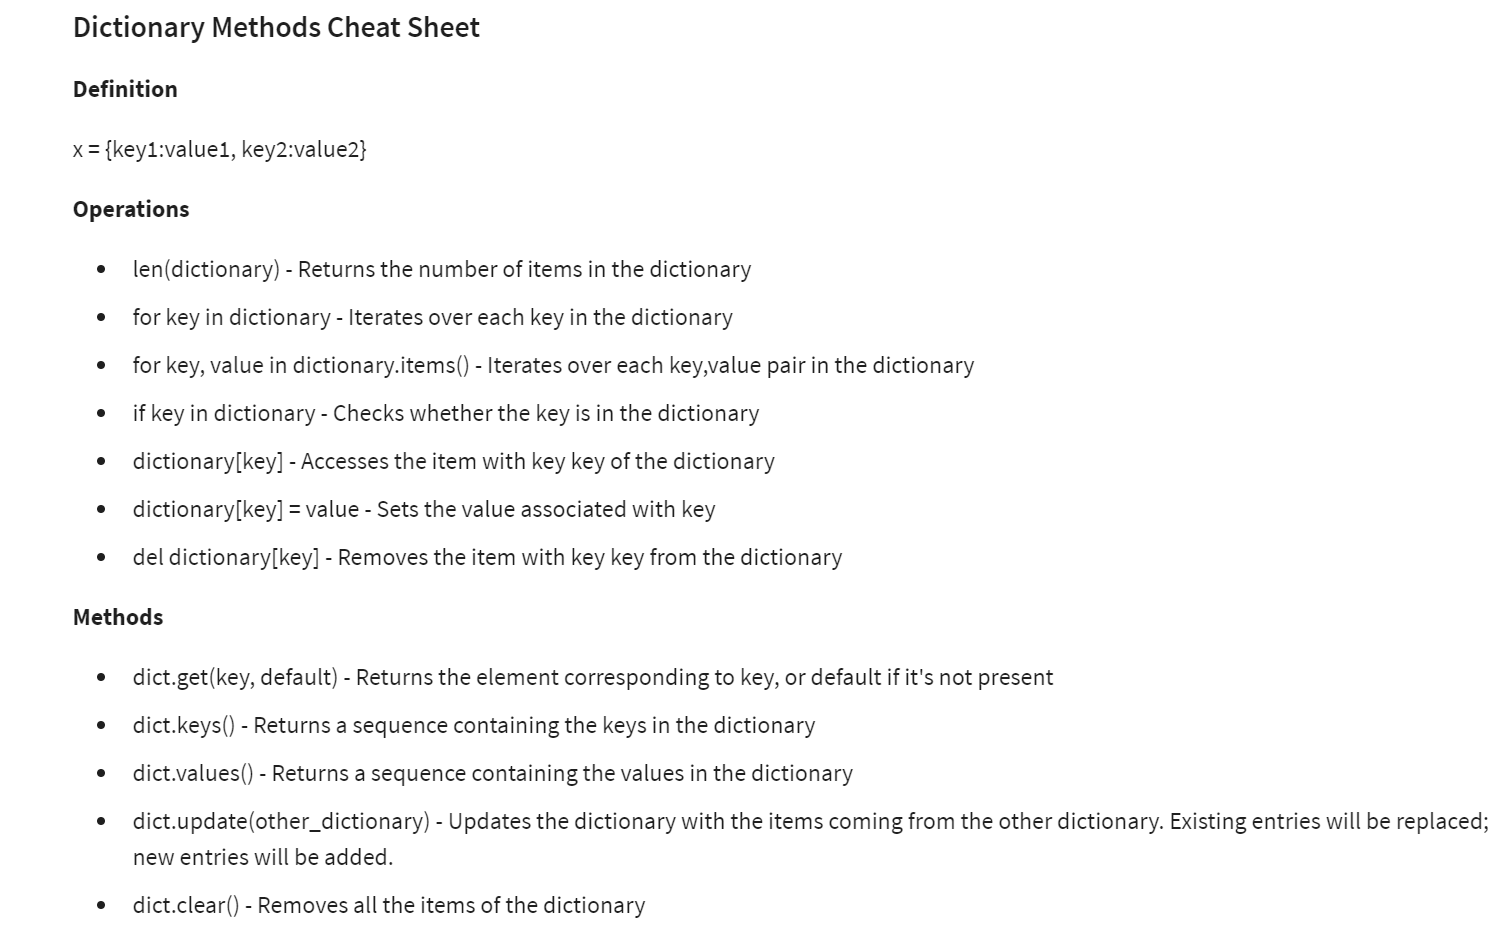 Dictionary Methods Cheat Sheet
Definition
x = {key1:value1, key2:value2}
Operations
• len(dictionary) - Returns the number of items in the dictionary
• for key in dictionary - Iterates over each key in the dictionary
• for key, value in dictionary.items() - Iterates over each key,value pair in the dictionary
• if key in dictionary - Checks whether the key is in the dictionary
• dictionary[key] - Accesses the item with key key of the dictionary
• dictionary[key] = value - Sets the value associated with key
• del dictionary[key] - Removes the item with key key from the dictionary
Methods
• dict.get(key, default) - Returns the element corresponding to key, or default if it's not present
• dict.keys() - Returns a sequence containing the keys in the dictionary
• dict.values() - Returns a sequence containing the values in the dictionary
• dict.update(other_dictionary) - Updates the dictionary with the items coming from the other dictionary. Existing entries will be replaced;
new entries will be added.
• dict.clear() - Removes all the items of the dictionary